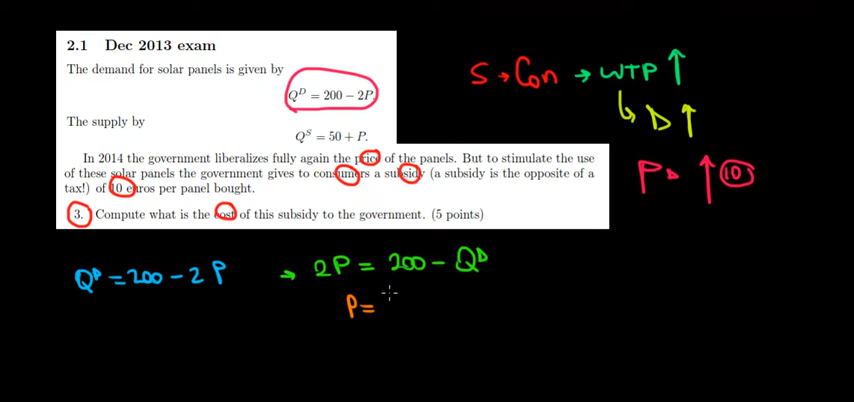 2.1 Dec 2013 exam
The demand for solar panels is given by
Q^D = 200 − 2P.
The supply by
Q^S = 50 + P.
In 2014 the government liberalizes fully again the price of the panels. But to stimulate the use
of these solar panels the government gives to consumers a subsidy (a subsidy is the opposite of a
tax!) of 10 euros per panel bought.
3. Compute what is the cost of this subsidy to the government. (5 points)
S → Con → WTP ↑
↳ D ↑
P_D ↑ 10
Q^D = 200 − 2P → 2P = 200 − Q^D
P =